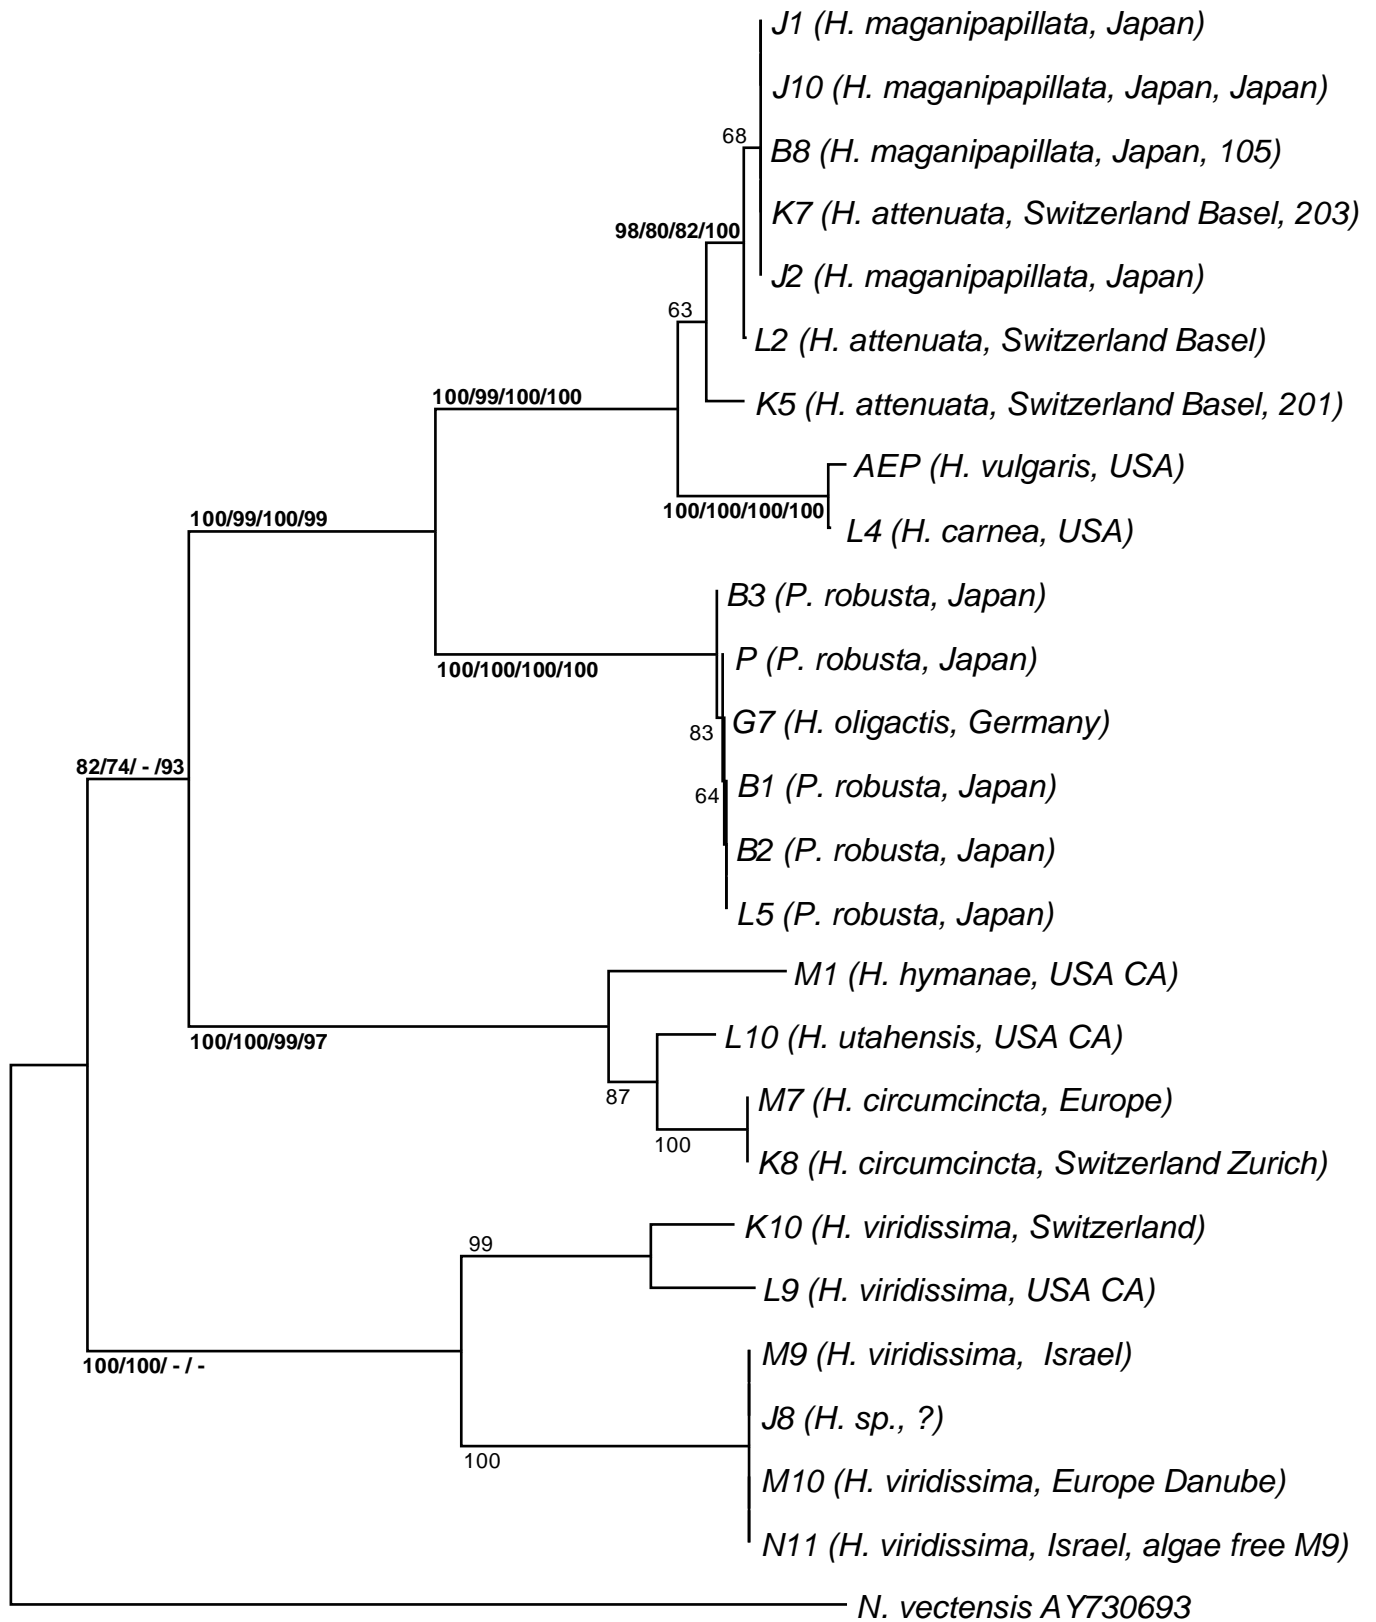 J1 (H. maganipapillata, Japan)
J10 (H. maganipapillata, Japan, Japan)
68
B8 (H. maganipapillata, Japan, 105)
K7 (H. attenuata, Switzerland Basel, 203)
98/80/82/100
J2 (H. maganipapillata, Japan)
63
L2 (H. attenuata, Switzerland Basel)
100/99/100/100
K5 (H. attenuata, Switzerland Basel, 201)
AEP (H. vulgaris, USA)
100/100/100/100
100/99/100/99
L4 (H. carnea, USA)
B3 (P. robusta, Japan)
P (P. robusta, Japan)
100/100/100/100
G7 (H. oligactis, Germany)
83
82/74/ - /93
B1 (P. robusta, Japan)
64
B2 (P. robusta, Japan)
L5 (P. robusta, Japan)
M1 (H. hymanae, USA CA)
100/100/99/97
L10 (H. utahensis, USA CA)
87
M7 (H. circumcincta, Europe)
100
K8 (H. circumcincta, Switzerland Zurich)
K10 (H. viridissima, Switzerland)
99
L9 (H. viridissima, USA CA)
M9 (H. viridissima, Israel)
100/100/ - / -
J8 (H. sp., ?)
100
M10 (H. viridissima, Europe Danube)
N11 (H. viridissima, Israel, algae free M9)
N. vectensis AY730693